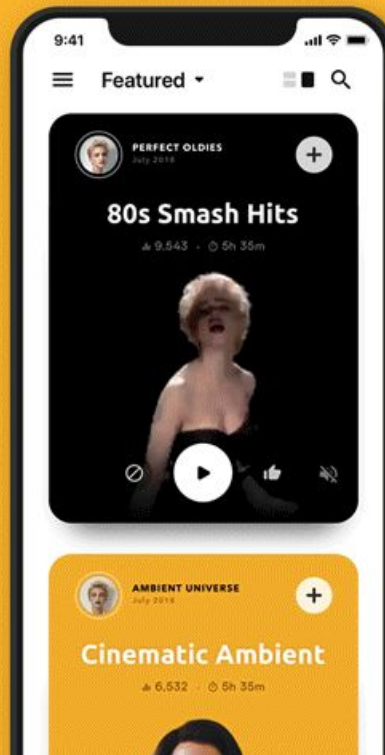 9:41
Featured
PERFECT OLDIES
July 2018
80s Smash Hits
9,543 · 5h 35m
AMBIENT UNIVERSE
July 2018
Cinematic Ambient
6,532 · 5h 35m